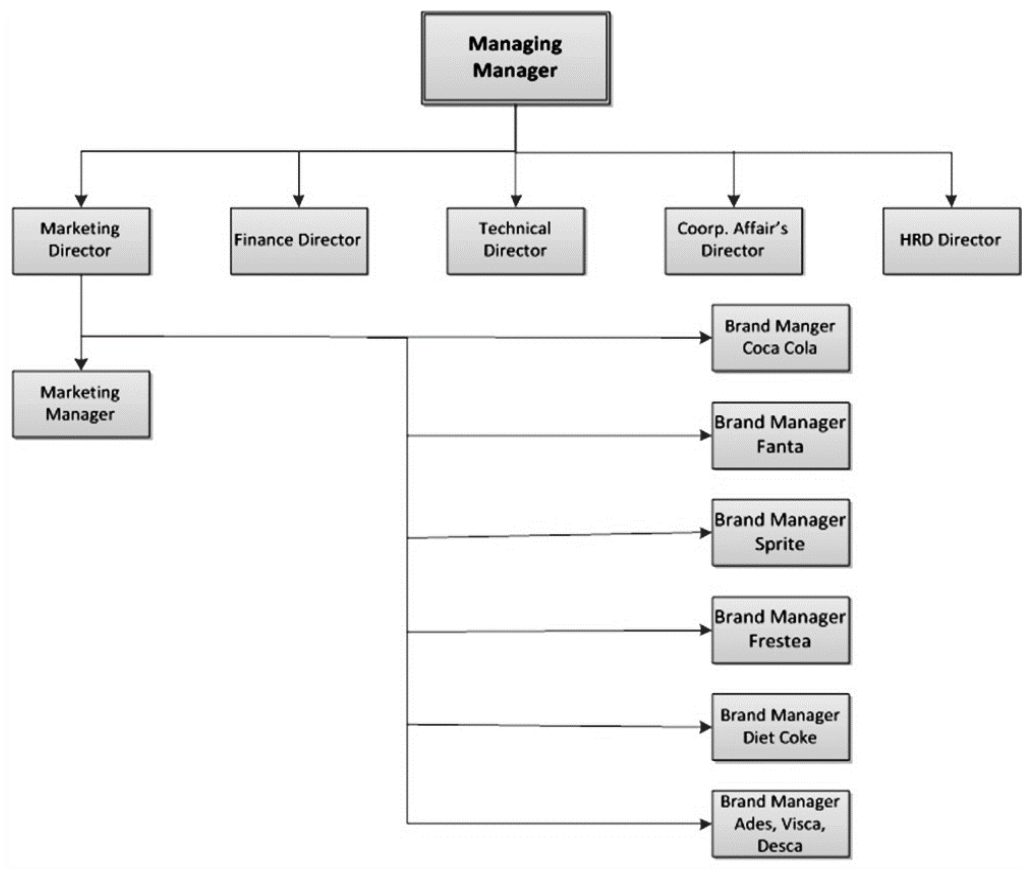 Managing
Manager
Marketing
Director
Finance Director
Technical
Director
Coorp. Affair's
Director
HRD Director
Brand Manger
Coca Cola
Marketing
Manager
Brand Manager
Fanta
Brand Manager
Sprite
Brand Manager
Frestea
Brand Manager
Diet Coke
Brand Manager
Ades, Visca,
Desca